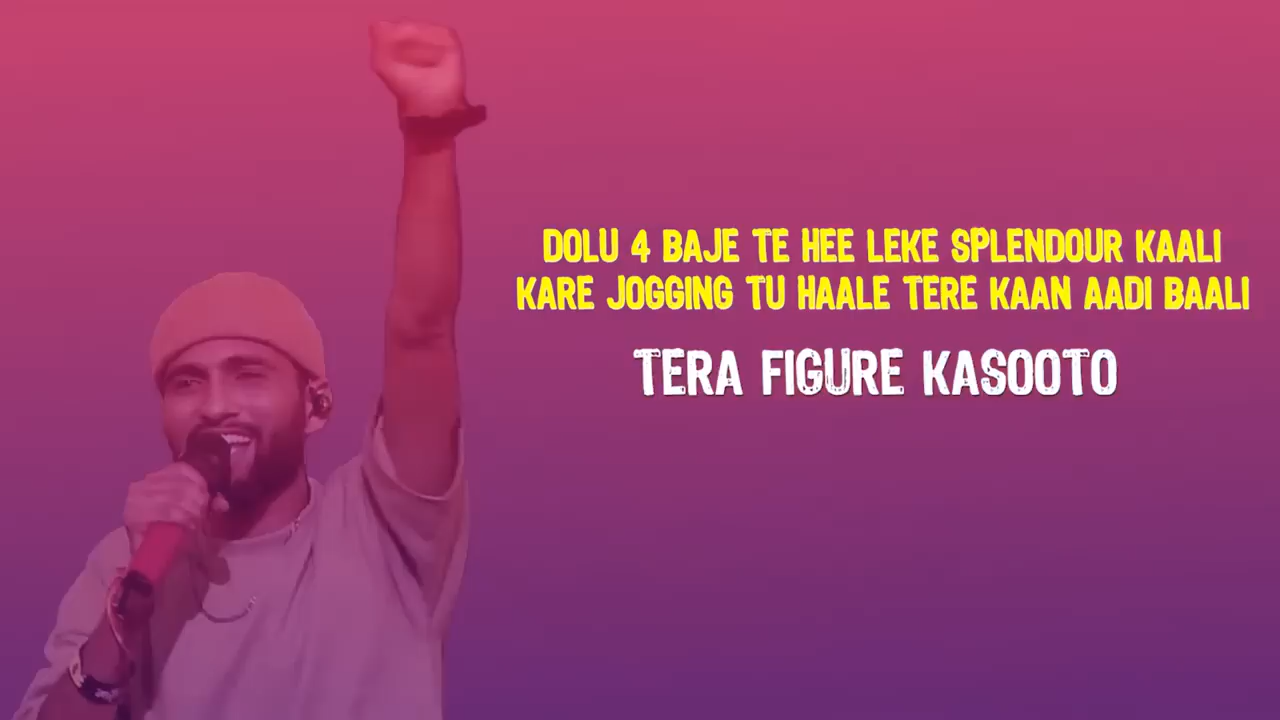 DOLU 4 BAJE TE HEE LEKE SPLENDOUR KAALI
KARE JOGGING TU HAALE TERE KAAN AADI BAALI
TERA FIGURE KASOOTO